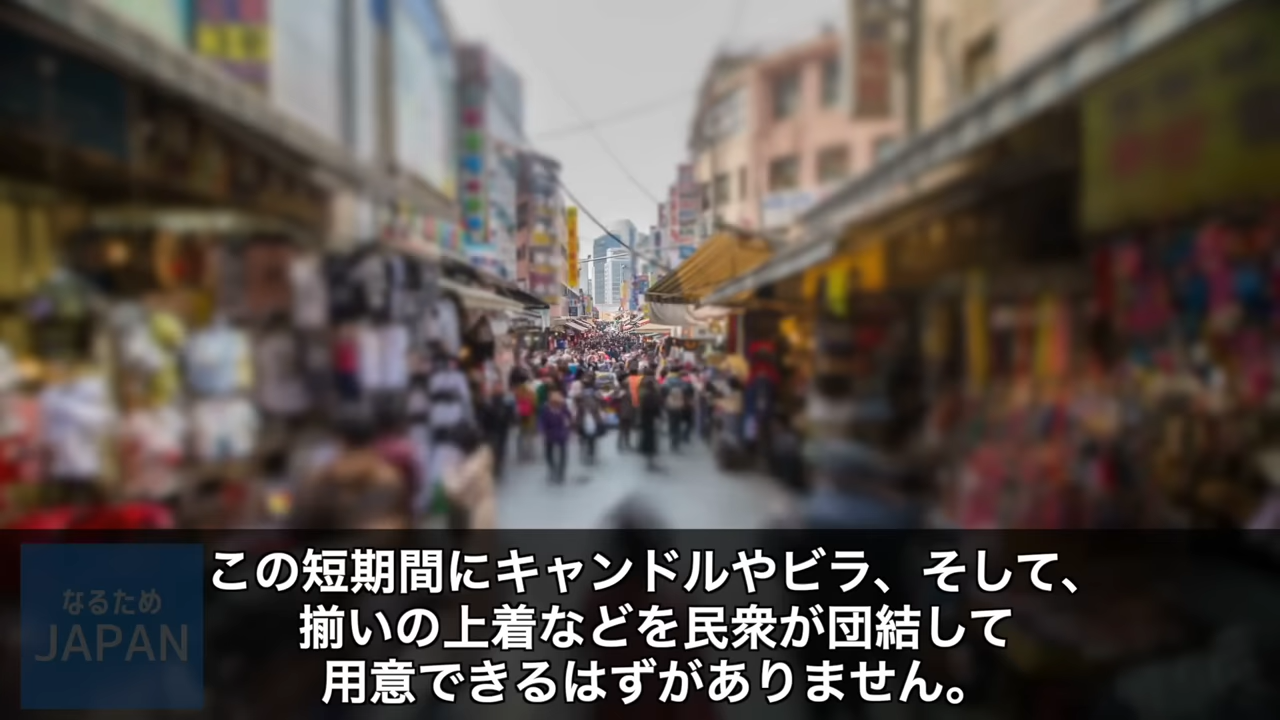 この短期間にキャンドルやビラ、そして、
揃いの上着などを民衆が団結して
用意できるはずがありません。
なるため
JAPAN